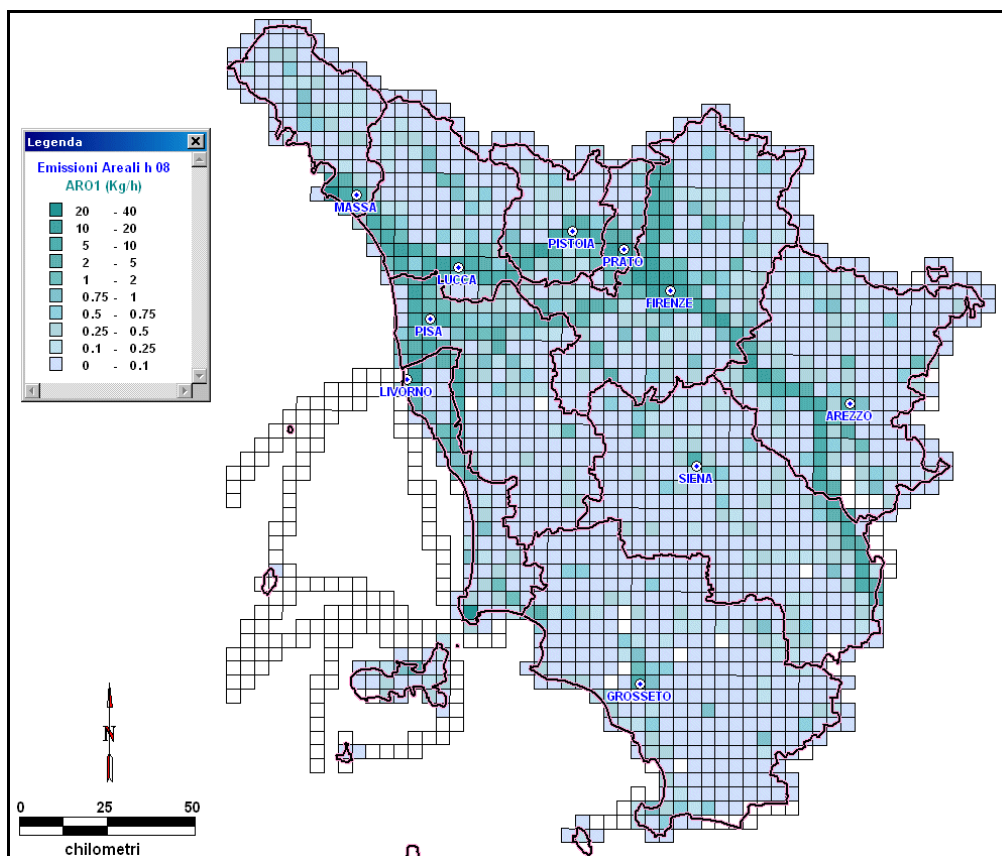 Legenda
Emissioni Areali h 08
ARO1 (Kg/h)
20 - 40
10 - 20
5 - 10
2 - 5
1 - 2
0.75 - 1
0.5 - 0.75
0.25 - 0.5
0.1 - 0.25
0 - 0.1
MASSA
PISTOIA
PRATO
LUCCA
FIRENZE
PISA
LIVORNO
AREZZO
SIENA
GROSSETO
N
0 25 50
chilometri